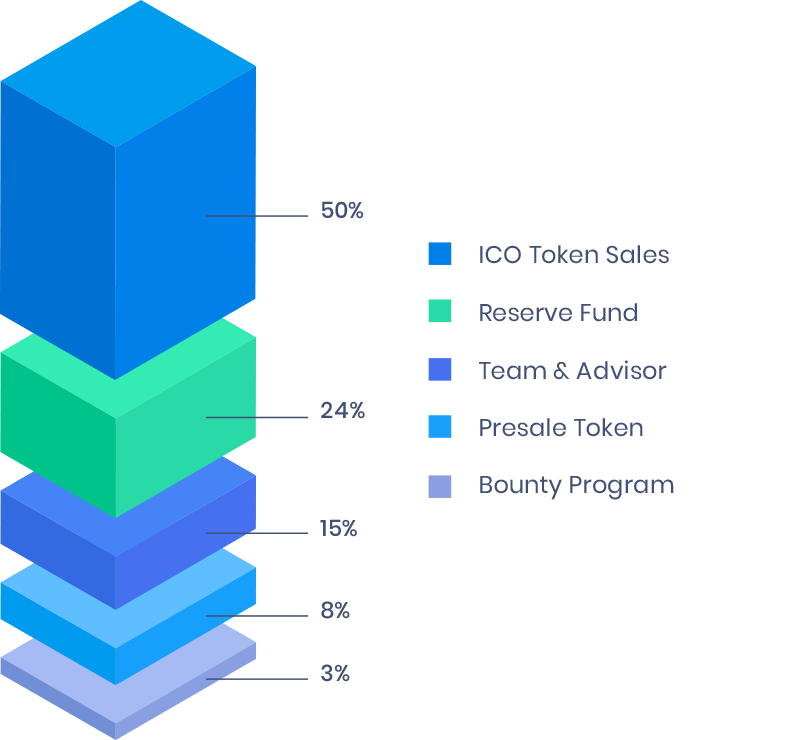 50%
24%
15%
8%
3%
ICO Token Sales
Reserve Fund
Team & Advisor
Presale Token
Bounty Program